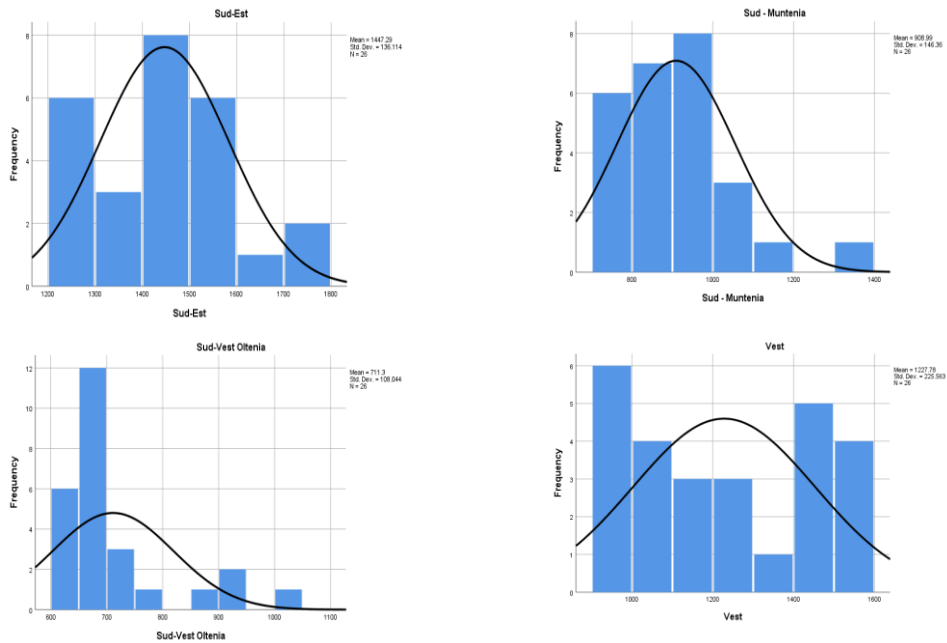 Sud-Est
Mean = 1447.29
Std. Dev. = 136.114
N = 26
8
6
4
2
0
Frequency
1200 1300 1400 1500 1600 1700 1800
Sud-Est
Sud - Muntenia
Mean = 908.99
Std. Dev. = 146.36
N = 26
8
6
4
2
0
Frequency
800 1000 1200 1400
Sud - Muntenia
Sud-Vest Oltenia
Mean = 711.3
Std. Dev. = 108.044
N = 26
12
10
8
6
4
2
0
Frequency
600 700 800 900 1000 1100
Sud-Vest Oltenia
Vest
Mean = 1227.78
Std. Dev. = 225.563
N = 26
6
5
4
3
2
1
0
Frequency
1000 1200 1400 1600
Vest